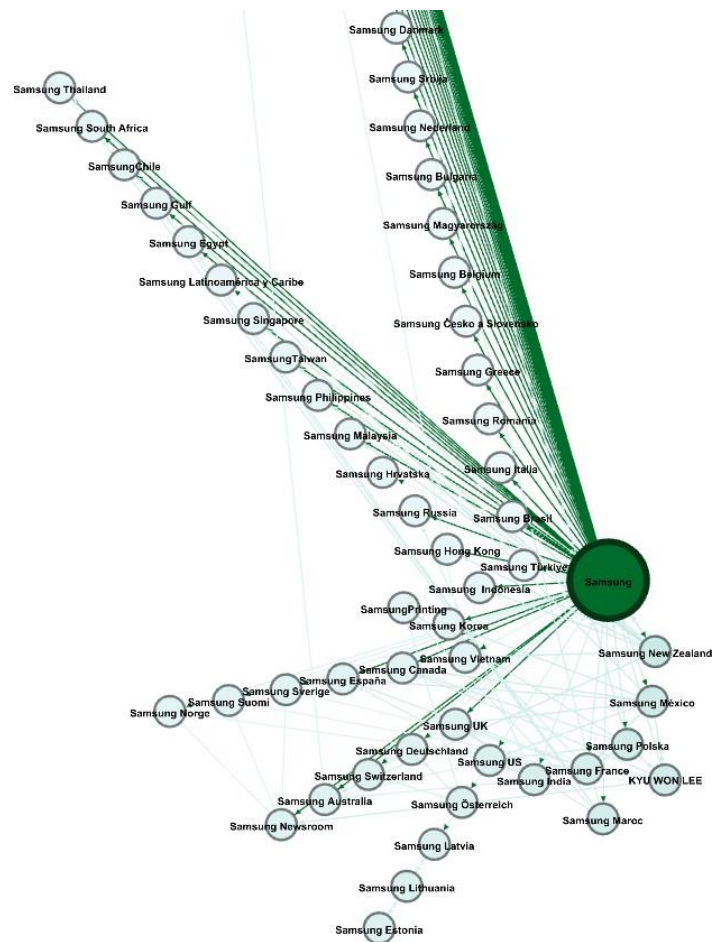 Samsung Danmark
Samsung Srbija
Samsung Thailand
Samsung South Africa
Samsung Nederland
SamsungChile
Samsung Bulgaria
Samsung Gulf
Samsung Magyarország
Samsung Egypt
Samsung Belgium
Samsung Latinoamérica y Caribe
Samsung Singapore
Samsung Česko a Slovensko
SamsungTaiwan
Samsung Greece
Samsung Philippines
Samsung Romania
Samsung Malaysia
Samsung Hrvatska
Samsung Italia
Samsung Russia
Samsung Brasil
Samsung Hong Kong
Samsung Türkiye
Samsung
Samsung Indonesia
SamsungPrinting
Samsung Korea
Samsung New Zealand
Samsung Vietnam
Samsung Canada
Samsung España
Samsung Sverige
Samsung Suomi
Samsung Norge
Samsung México
Samsung UK
Samsung Polska
Samsung Deutschland
Samsung US
Samsung France
Samsung Switzerland
Samsung India
KYU WON LEE
Samsung Australia
Samsung Österreich
Samsung Newsroom
Samsung Maroc
Samsung Latvia
Samsung Lithuania
Samsung Estonia